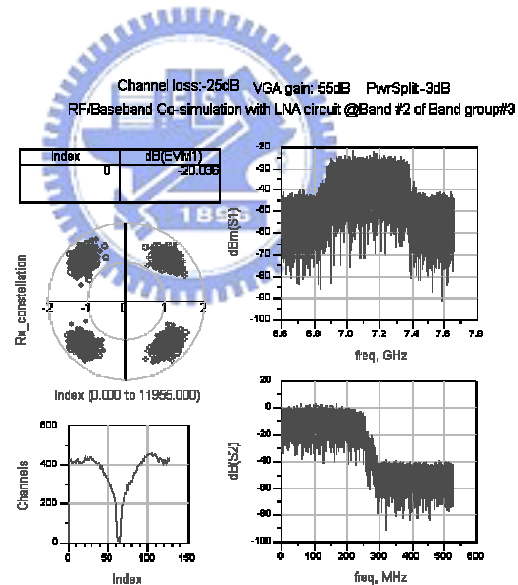 Channel loss:-25dB VGA gain: 55dB PwrSplit-3dB
RF/Baseband Co-simulation with LNA circuit @Band #2 of Band group#3
Index dB(EVM1)
0 -20.036
1896
Rx_constellation
-2 -1 0 1 2
Index (0.000 to 11955.000)
dBm(S1)
-20
-40
-60
-80
-100
6.6 6.8 7.0 7.2 7.4 7.6 7.8
freq, GHz
Channels
600
400
200
0
0 50 100 150
Index
dB(S2)
20
0
-20
-40
-60
-80
-100
0 100 200 300 400 500 600
freq, MHz